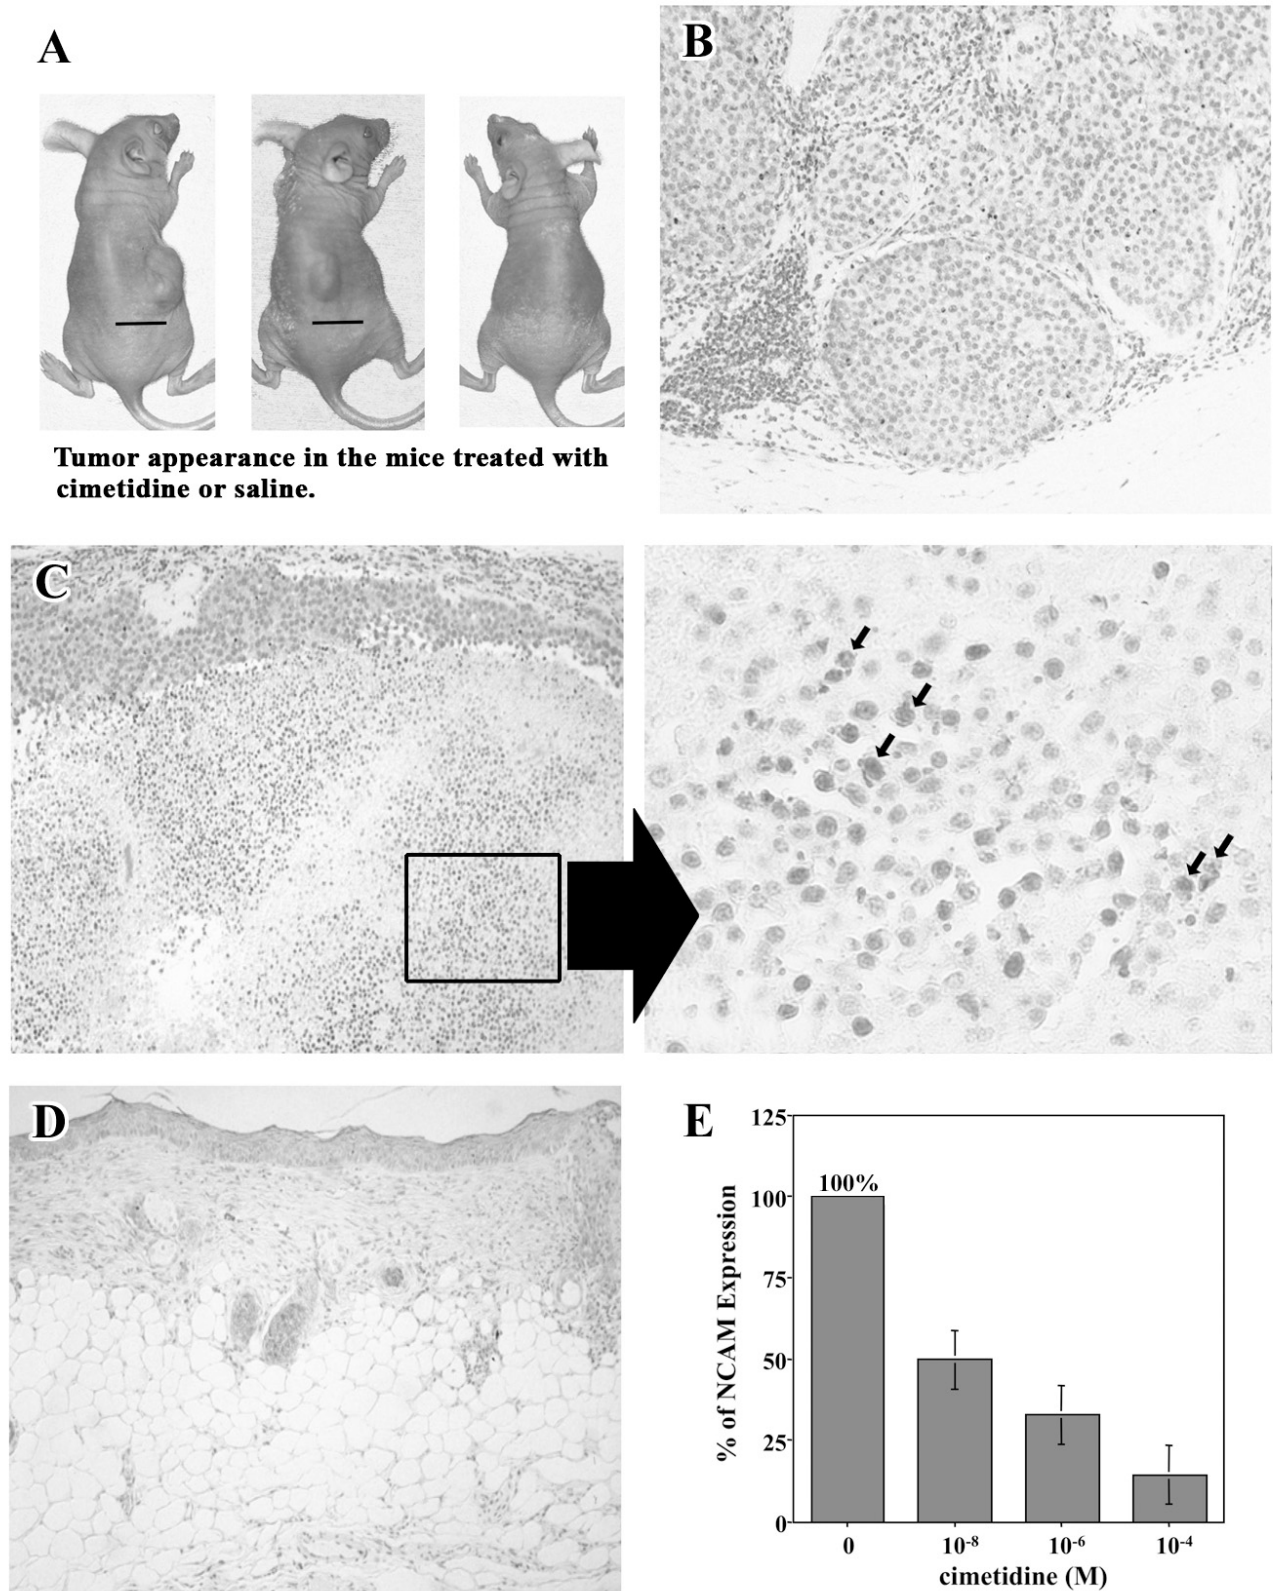 A
B
Tumor appearance in the mice treated with
cimetidine or saline.
C
D
E
% of NCAM Expression
125
100
75
50
25
0
100%
0
10-8
10-6
10-4
cimetidine (M)